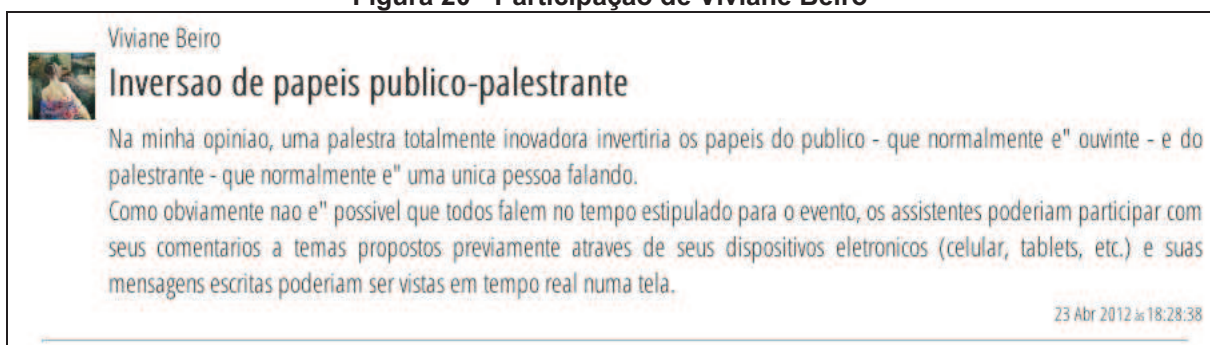 Figura 20 - Participação de Viviane Beiro
Viviane Beiro
Inversao de papeis publico-palestrante
Na minha opiniao, uma palestra totalmente inovadora invertiria os papeis do publico - que normalmente e" ouvinte - e do
palestrante - que normalmente e" uma unica pessoa falando.
Como obviamente nao e" possivel que todos falem no tempo estipulado para o evento, os assistentes poderiam participar com
seus comentarios a temas propostos previamente atraves de seus dispositivos eletronicos (celular, tablets, etc.) e suas
mensagens escritas poderiam ser vistas em tempo real numa tela.
23 Abr 2012 às 18:28:38